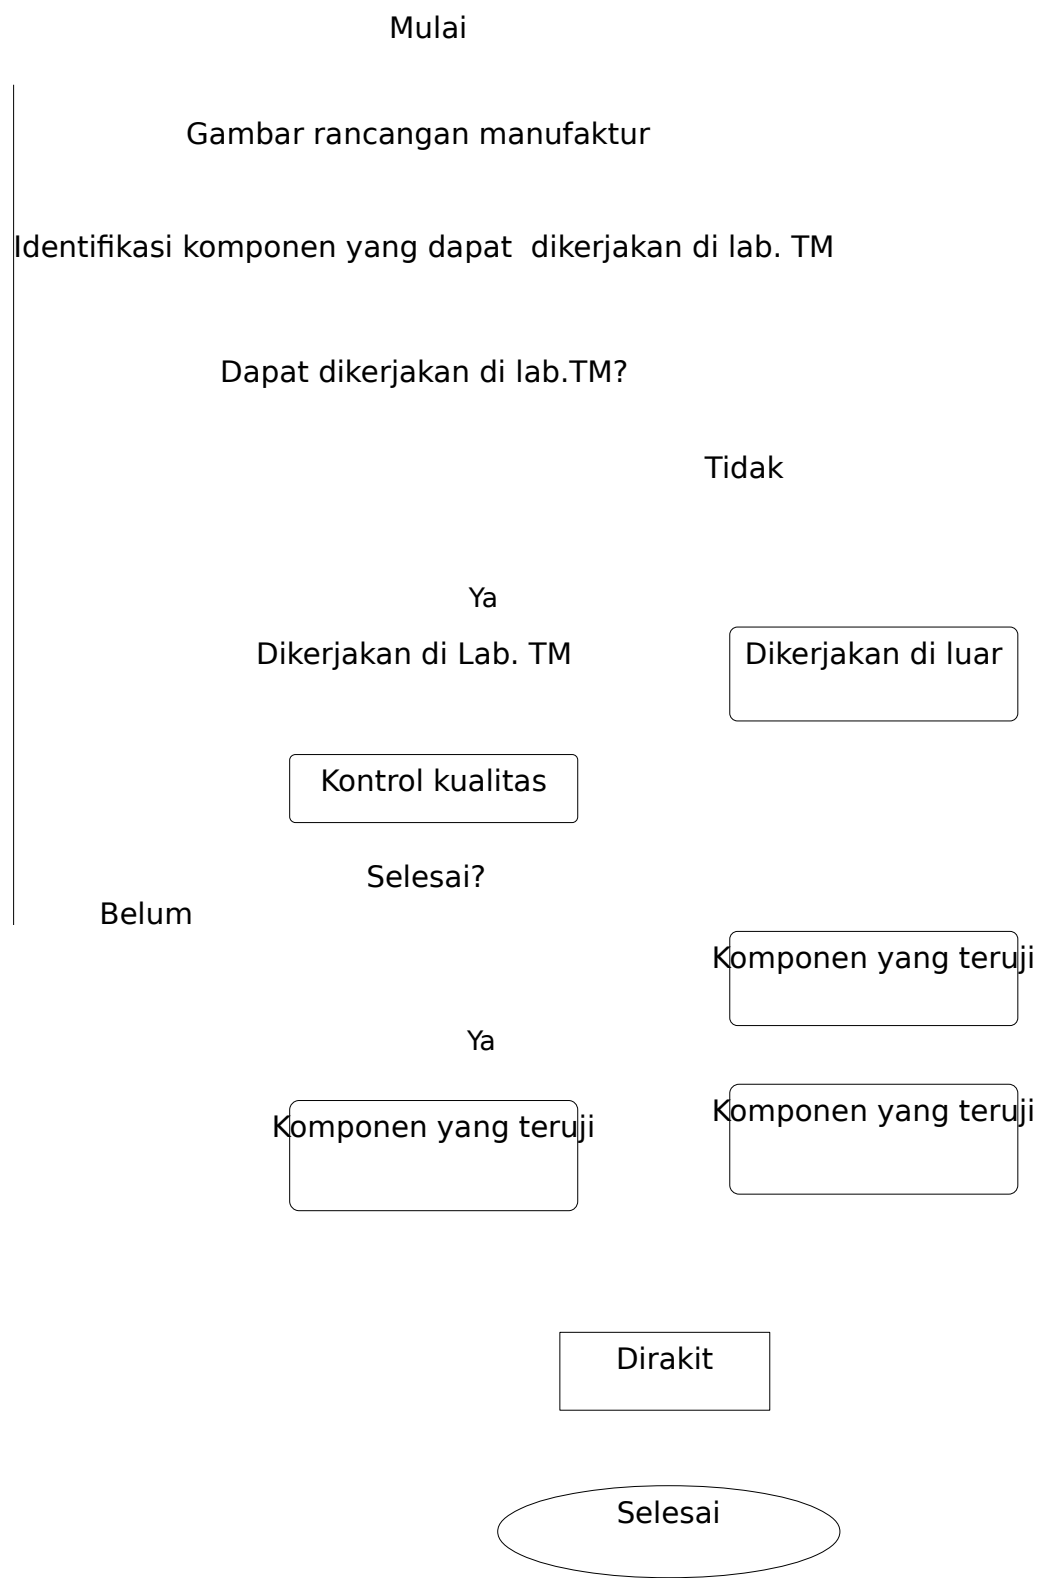 Mulai
Gambar rancangan manufaktur
Identifikasi komponen yang dapat  dikerjakan di lab. TM
Dapat dikerjakan di lab.TM?
Tidak
Ya
Dikerjakan di Lab. TM
Dikerjakan di luar
Kontrol kualitas
Selesai?
Belum
Komponen yang teruji
Ya
Komponen yang teruji
Komponen yang teruji
Dirakit
Selesai